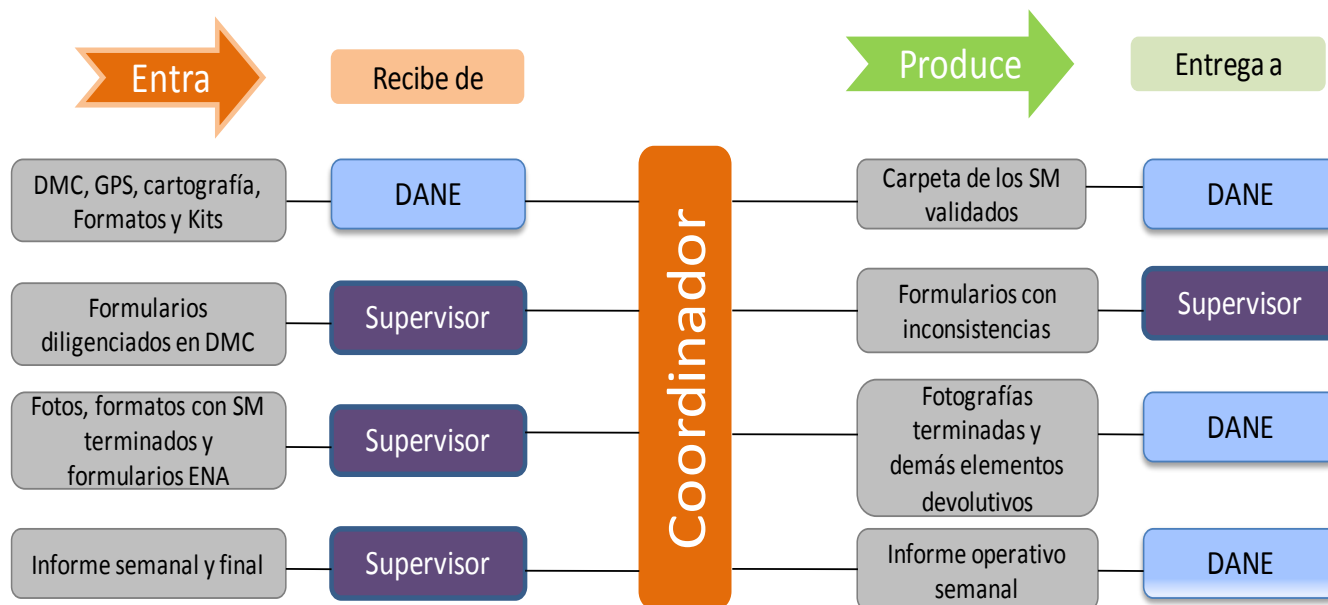 Entra
Recibe de
Produce
Entrega a
DMC, GPS, cartografía,
Formatos y Kits
DANE
Coordinador
Carpeta de los SM
validados
DANE
Formularios
diligenciados en DMC
Supervisor
Formularios con
inconsistencias
Supervisor
Fotos, formatos con SM
terminados y
formularios ENA
Supervisor
Fotografías
terminadas y
demás elementos
devolutivos
DANE
Informe semanal y final
Supervisor
Informe operativo
semanal
DANE